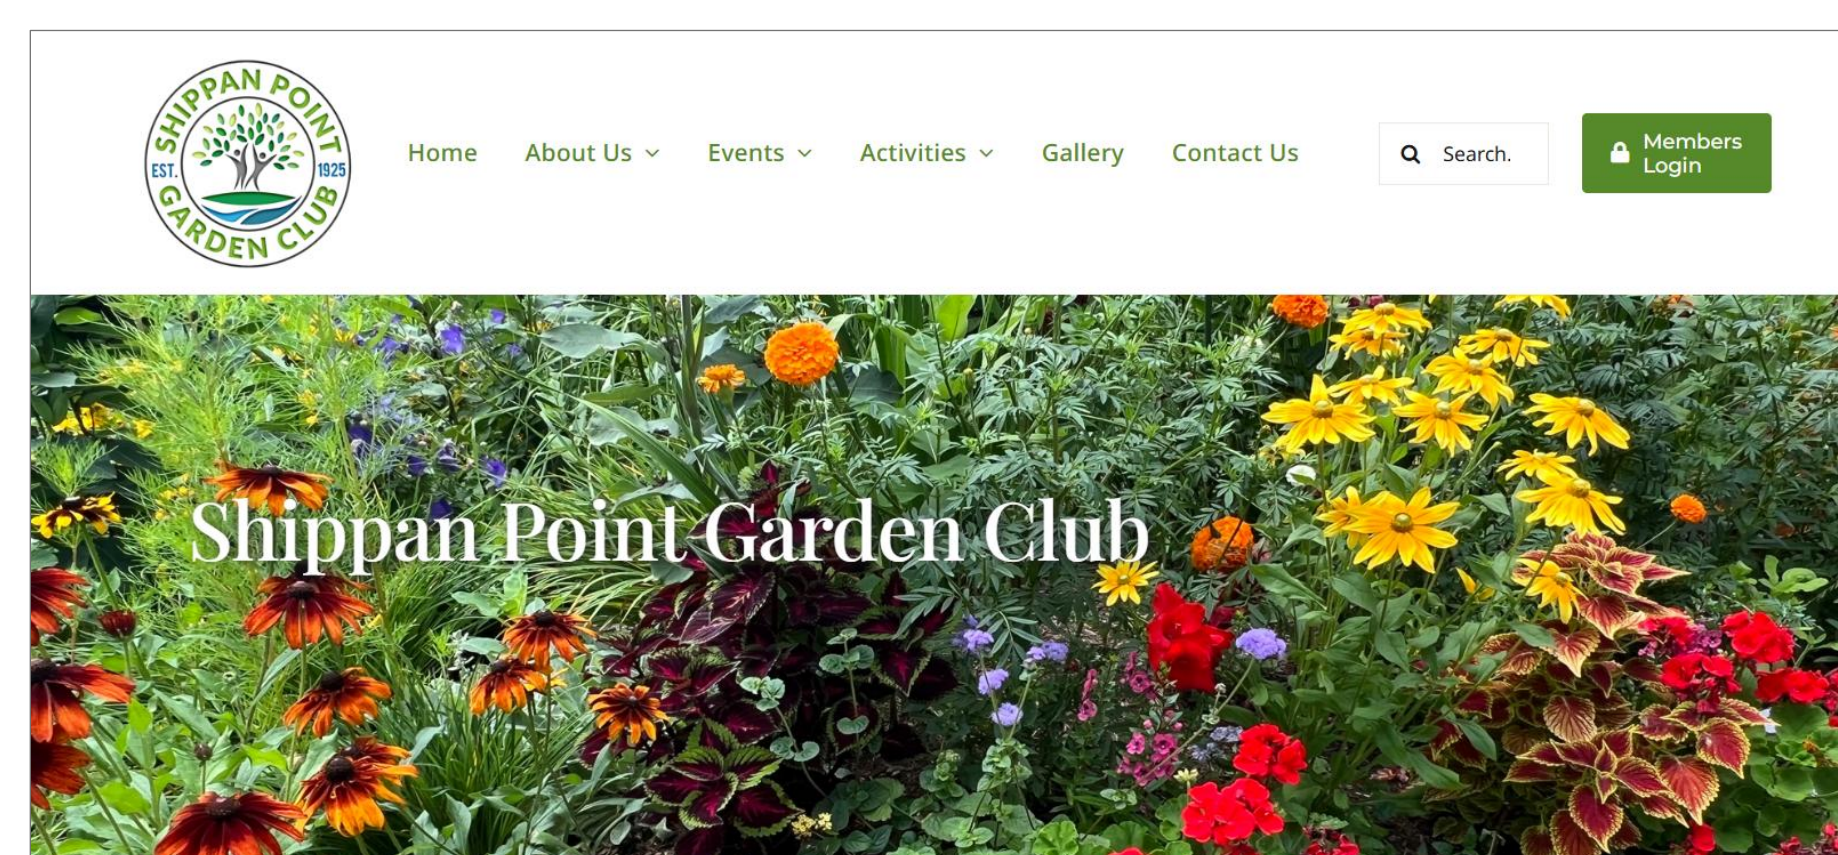 SHIPPAN POINT
EST. 1925
GARDEN CLUB
Home About Us Events Activities Gallery Contact Us Search. Members Login
Shippan Point Garden Club